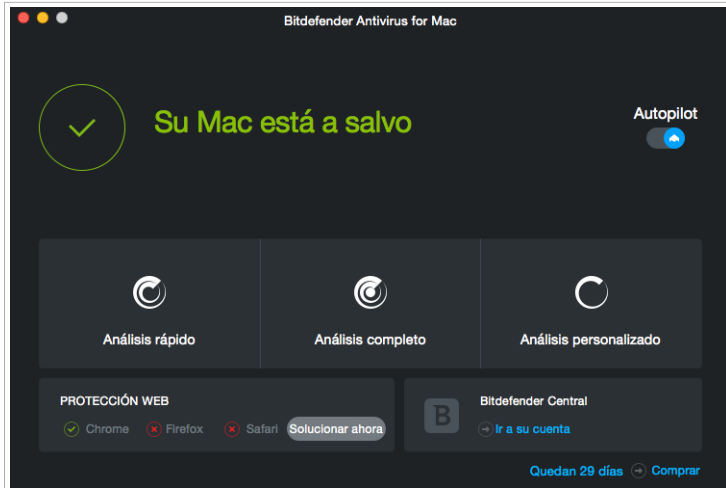 Bitdefender Antivirus for Mac
Su Mac está a salvo
Autopilot
Análisis rápido
Análisis completo
Análisis personalizado
PROTECCIÓN WEB
Chrome Firefox Safari Solucionar ahora
B
Bitdefender Central
Ir a su cuenta
Quedan 29 días Comprar